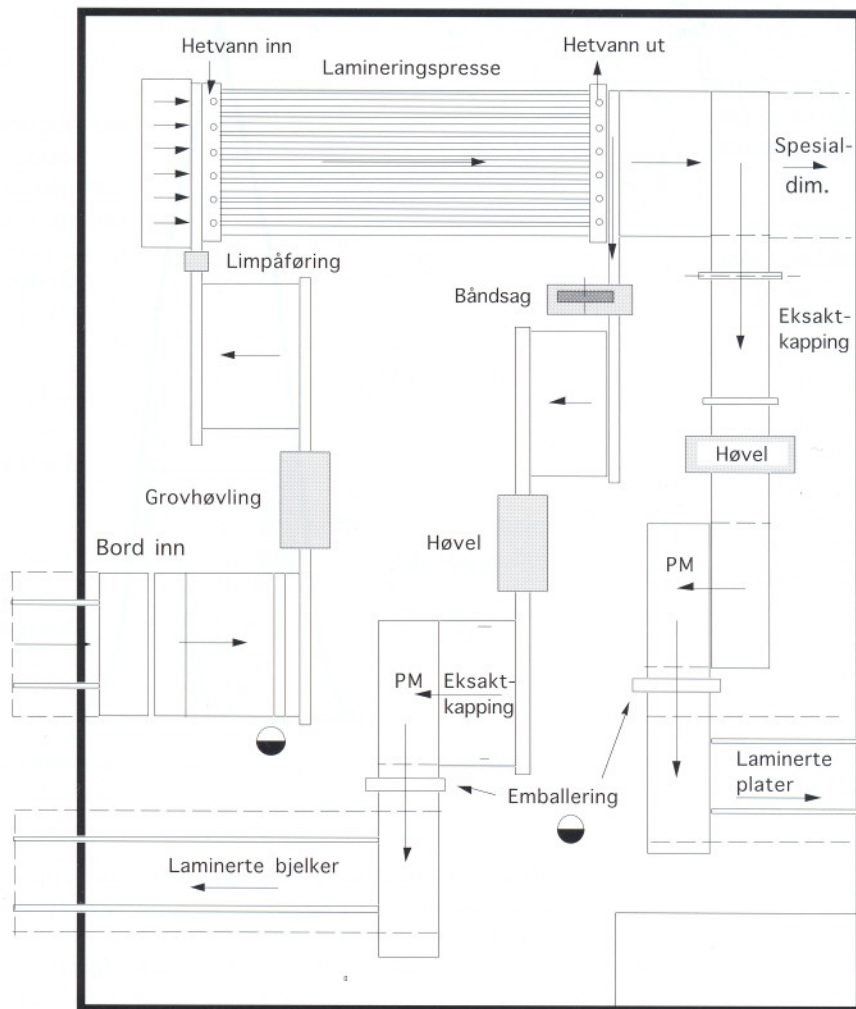 Hetvann inn
Hetvann ut
Lamineringspresse
Spesial-
dim.
Limpåføring
Båndsag
Eksakt-
kapping
Høvel
Grovhøvling
Bord inn
Høvel
PM
PM
Eksakt-
kapping
Emballering
Laminerte
plater
Laminerte bjelker